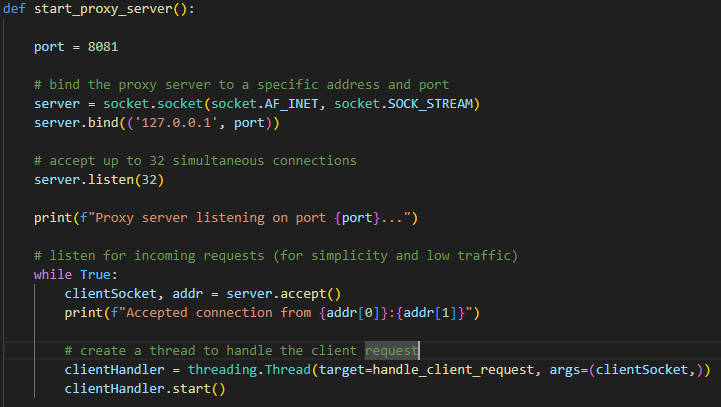 def start_proxy_server():
port = 8081
# bind the proxy server to a specific address and port
server = socket.socket(socket.AF_INET, socket.SOCK_STREAM)
server.bind(('127.0.0.1', port))
# accept up to 32 simultaneous connections
server.listen(32)
print(f"Proxy server listening on port {port}...")
# listen for incoming requests (for simplicity and low traffic)
while True:
clientSocket, addr = server.accept()
print(f"Accepted connection from {addr[0]}:{addr[1]}")
# create a thread to handle the client request
clientHandler = threading.Thread(target=handle_client_request, args=(clientSocket,))
clientHandler.start()